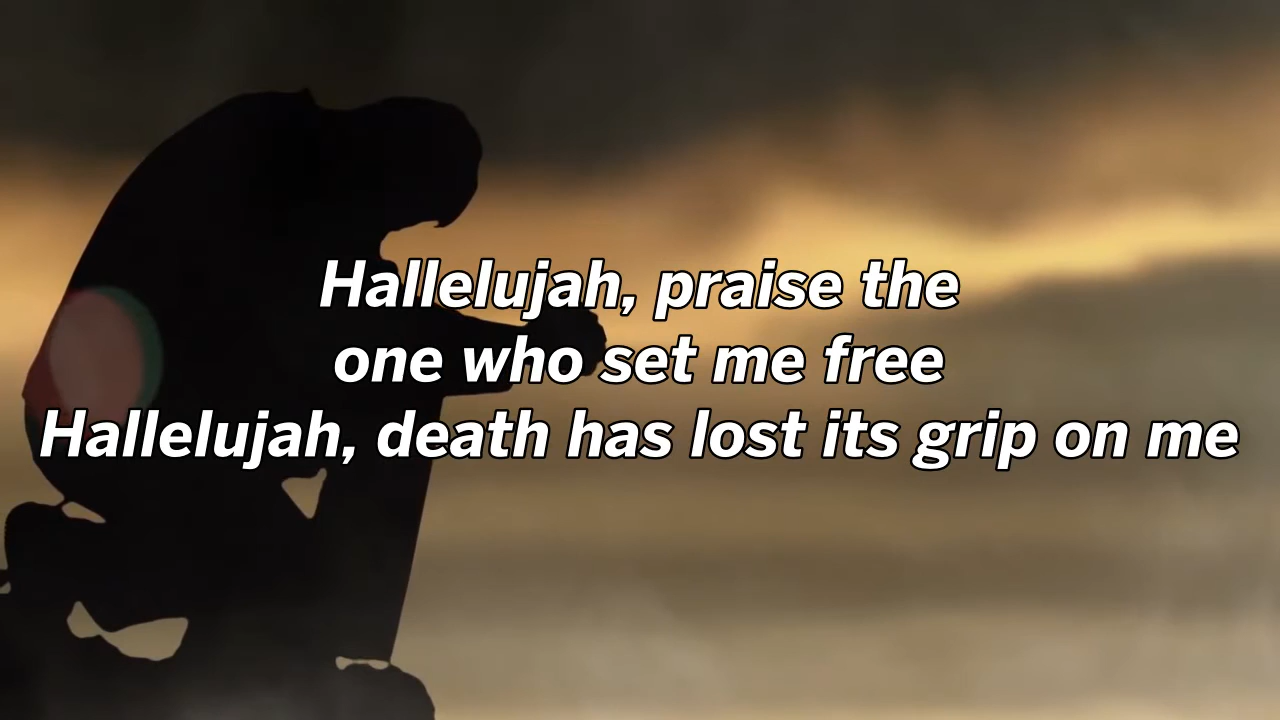 Hallelujah, praise the
one who set me free
Hallelujah, death has lost its grip on me